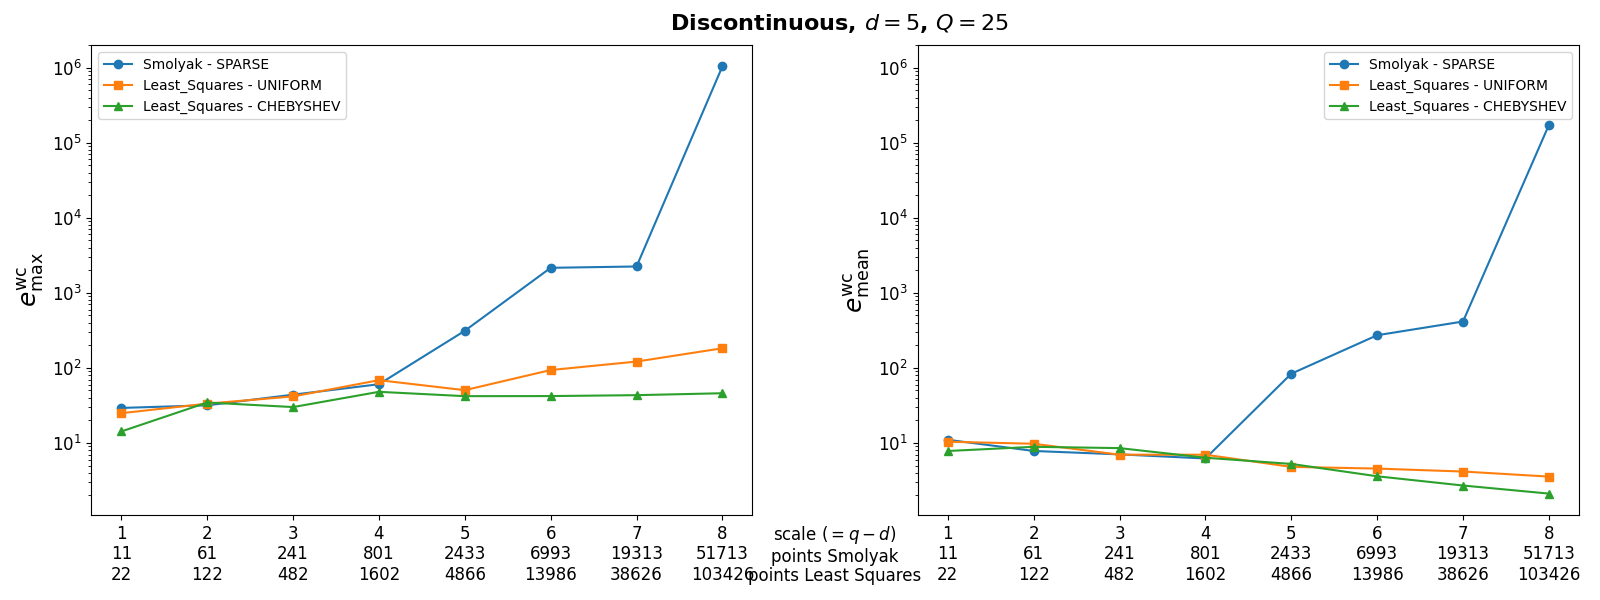 Discontinuous, d = 5, Q = 25
Smolyak - SPARSE
Least_Squares - UNIFORM
Least_Squares - CHEBYSHEV
10^6
10^5
10^4
10^3
10^2
10^1
e^wc_max
1 2 3 4 5 6 7 8
11 61 241 801 2433 6993 19313 51713
22 122 482 1602 4866 13986 38626 103426
scale (= q − d)
points Smolyak
points Least Squares
Smolyak - SPARSE
Least_Squares - UNIFORM
Least_Squares - CHEBYSHEV
10^6
10^5
10^4
10^3
10^2
10^1
e^wc_mean
1 2 3 4 5 6 7 8
11 61 241 801 2433 6993 19313 51713
22 122 482 1602 4866 13986 38626 103426